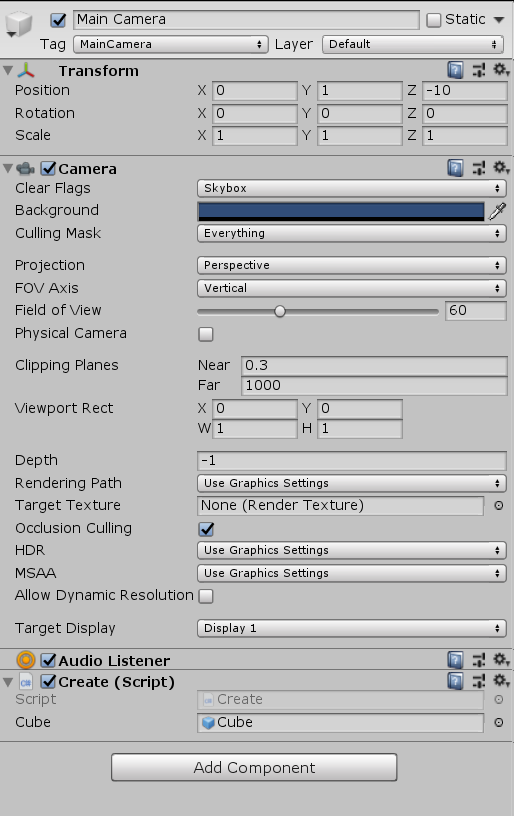 Main Camera Static
Tag MainCamera Layer Default
Transform
Position X 0 Y 1 Z -10
Rotation X 0 Y 0 Z 0
Scale X 1 Y 1 Z 1
Camera
Clear Flags Skybox
Background
Culling Mask Everything
Projection Perspective
FOV Axis Vertical
Field of View 60
Physical Camera
Clipping Planes Near 0.3
Far 1000
Viewport Rect X 0 Y 0
W 1 H 1
Depth -1
Rendering Path Use Graphics Settings
Target Texture None (Render Texture)
Occlusion Culling
HDR Use Graphics Settings
MSAA Use Graphics Settings
Allow Dynamic Resolution
Target Display Display 1
Audio Listener
Create (Script)
Script Create
Cube Cube
Add Component